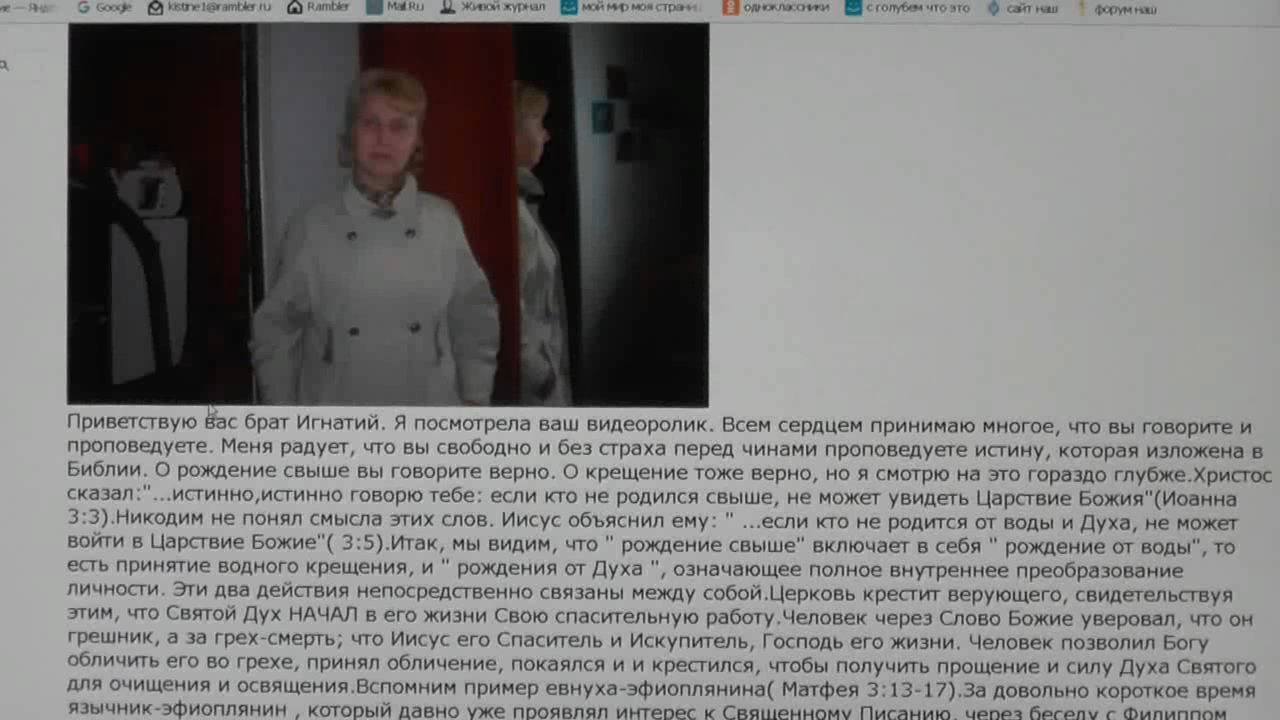 Google kistine1@rambler.ru Rambler Mail.Ru Живой журнал мой мир моя страни одноклассники с голубем что это сайт наш форум наш
Приветствую вас брат Игнатий. Я посмотрела ваш видеоролик. Всем сердцем принимаю многое, что вы говорите и
проповедуете. Меня радует, что вы свободно и без страха перед чинами проповедуете истину, которая изложена в
Библии. О рождение свыше вы говорите верно. О крещение тоже верно, но я смотрю на это гораздо глубже.Христос
сказал:"...истинно,истинно говорю тебе: если кто не родился свыше, не может увидеть Царствие Божия"(Иоанна
3:3).Никодим не понял смысла этих слов. Иисус объяснил ему: " ...если кто не родится от воды и Духа, не может
войти в Царствие Божие"( 3:5).Итак, мы видим, что " рождение свыше" включает в себя " рождение от воды", то
есть принятие водного крещения, и " рождения от Духа ", означающее полное внутреннее преобразование
личности. Эти два действия непосредственно связаны между собой.Церковь крестит верующего, свидетельствуя
этим, что Святой Дух НАЧАЛ в его жизни Свою спасительную работу.Человек через Слово Божие уверовал, что он
грешник, а за грех-смерть; что Иисус его Спаситель и Искупитель, Господь его жизни. Человек позволил Богу
обличить его во грехе, принял обличение, покаялся и и крестился, чтобы получить прощение и силу Духа Святого
для очищения и освящения.Вспомним пример евнуха-эфиоплянина( Матфея 3:13-17).За довольно короткое время
язычник-эфиоплянин , который давно уже проявлял интерес к Священному Писанию, через беседу с Филиппом